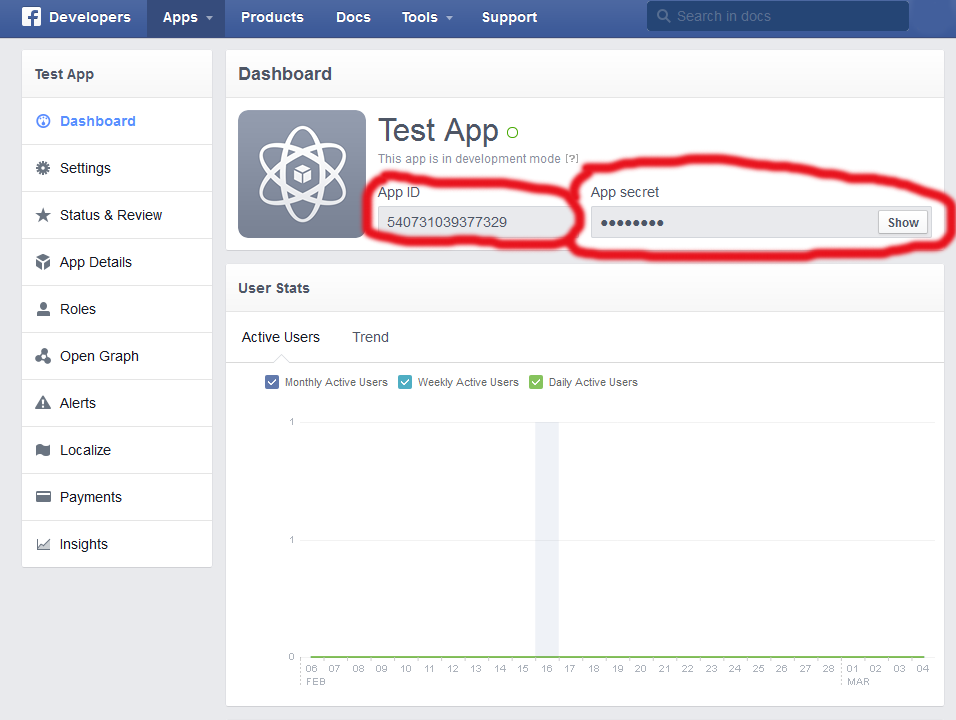 Developers Apps Products Docs Tools Support Search in docs
Test App
Dashboard
Settings
Status & Review
App Details
Roles
Open Graph
Alerts
Localize
Payments
Insights
Dashboard
Test App
This app is in development mode [?]
App ID App secret
540731039377329 ●●●●●●●● Show
User Stats
Active Users Trend
Monthly Active Users Weekly Active Users Daily Active Users
1
1
0
06 07 08 09 10 11 12 13 14 15 16 17 18 19 20 21 22 23 24 25 26 27 28 01 02 03 04
FEB MAR